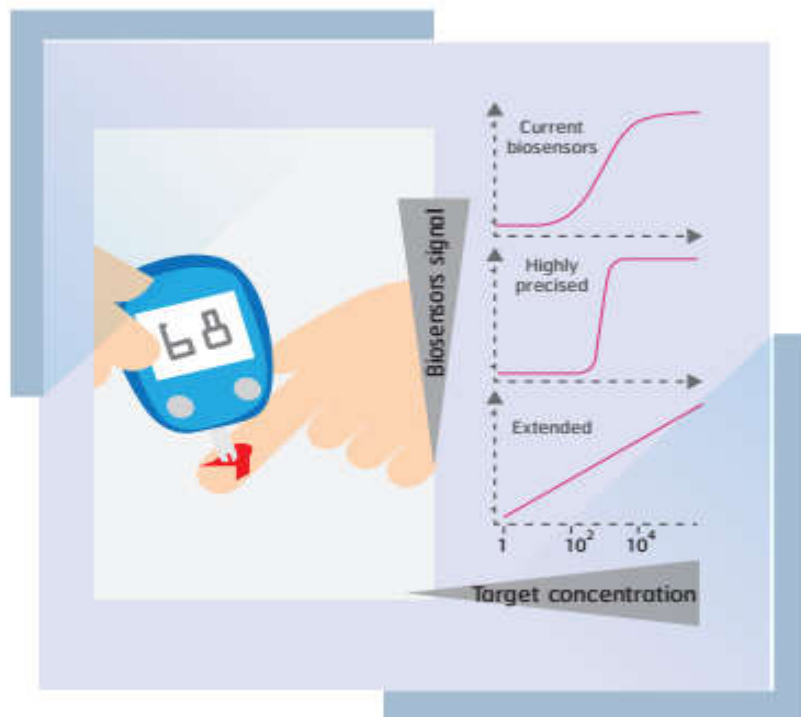 Current
biosensors
Biosensors signal
Highly
precised
68
Extended
1
10²
10⁴
Target concentration